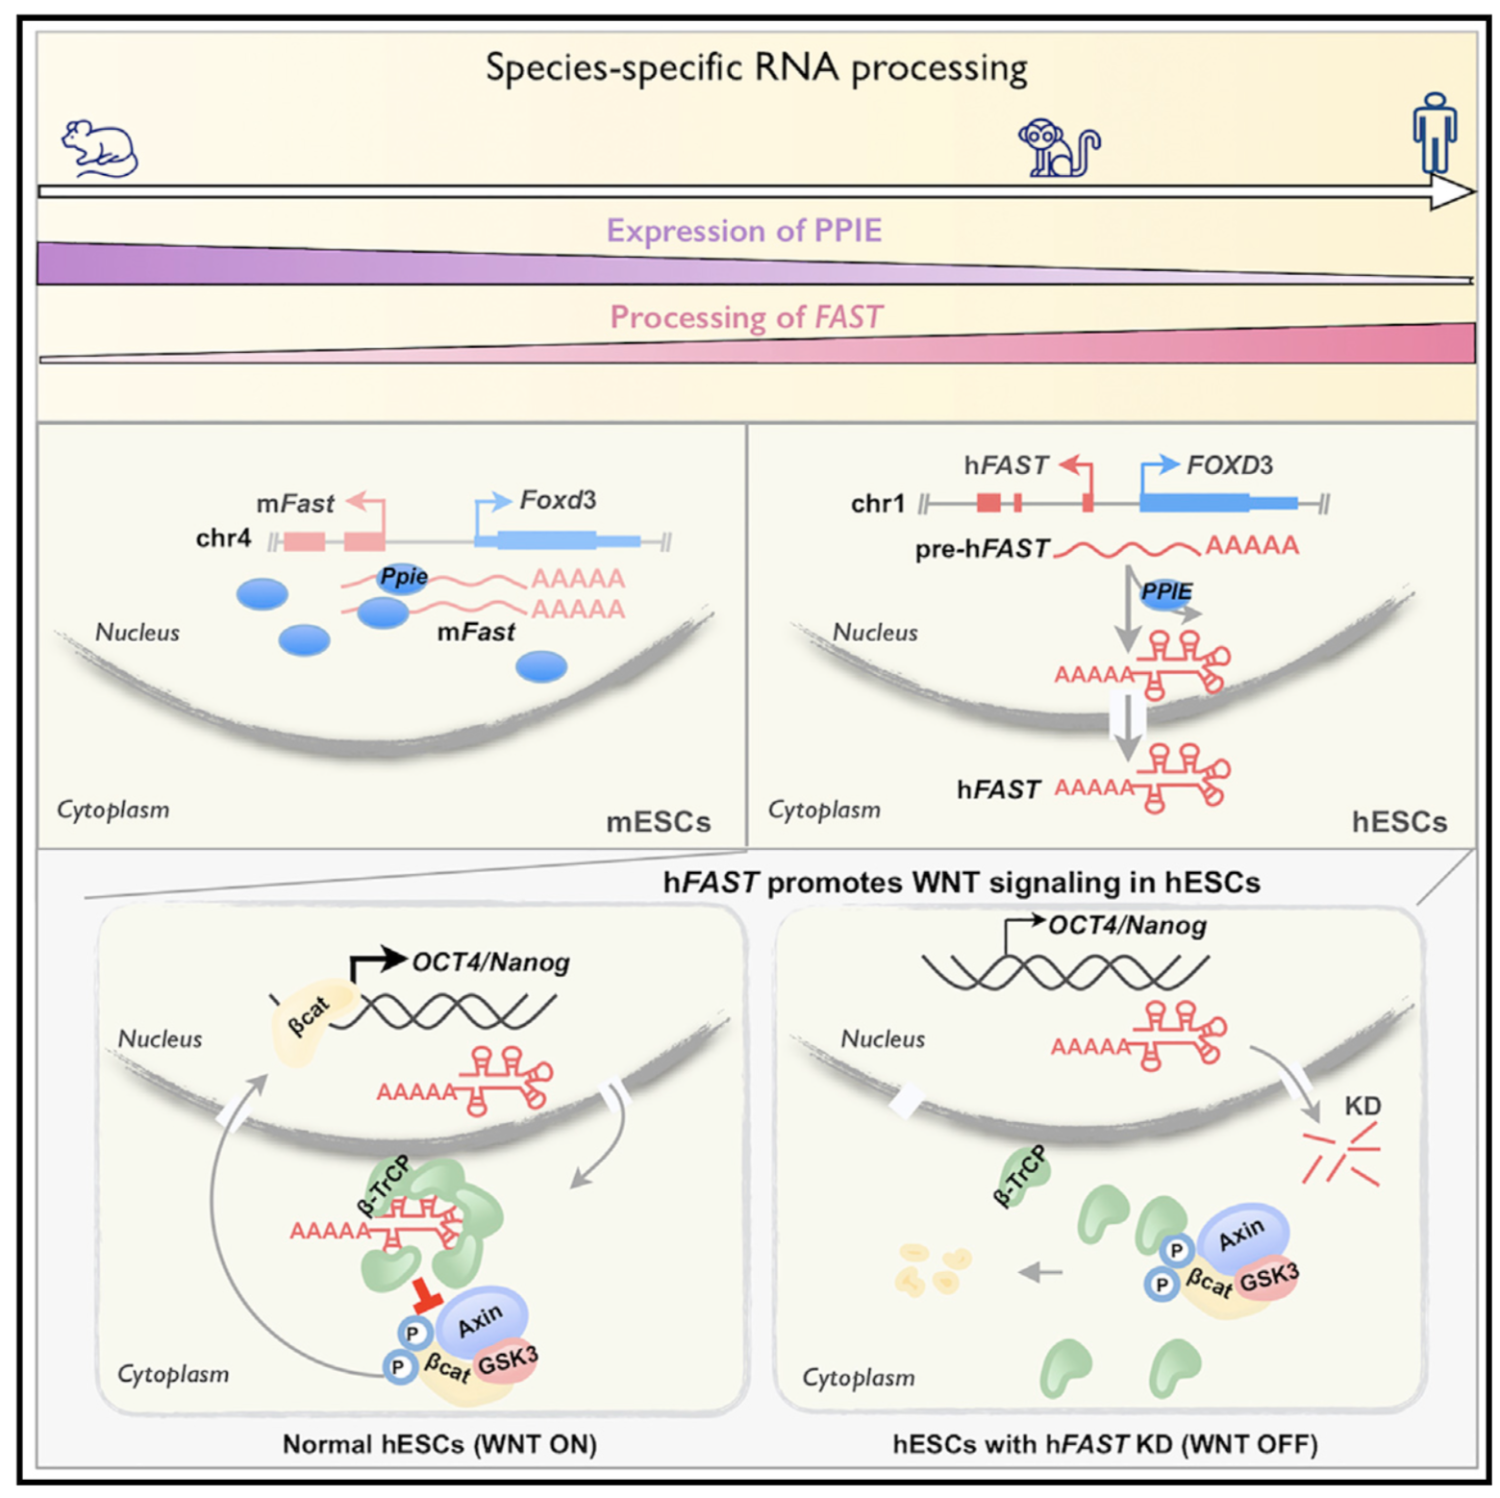 Species-specific RNA processing
Expression of PPIE
Processing of FAST
mFast
Foxd3
chr4
Ppie
AAAAA
AAAAA
Nucleus
mFast
Cytoplasm
mESCs
hFAST
FOXD3
chr1
pre-hFAST
AAAAA
PPIE
Nucleus
AAAAA
hFAST
AAAAA
Cytoplasm
hESCs
hFAST promotes WNT signaling in hESCs
OCT4/Nanog
βcat
Nucleus
AAAAA
β-TrCP
AAAAA
Axin
P
P
βcat
GSK3
Cytoplasm
Normal hESCs (WNT ON)
OCT4/Nanog
Nucleus
AAAAA
KD
β-TrCP
Axin
P
P
βcat
GSK3
Cytoplasm
hESCs with hFAST KD (WNT OFF)